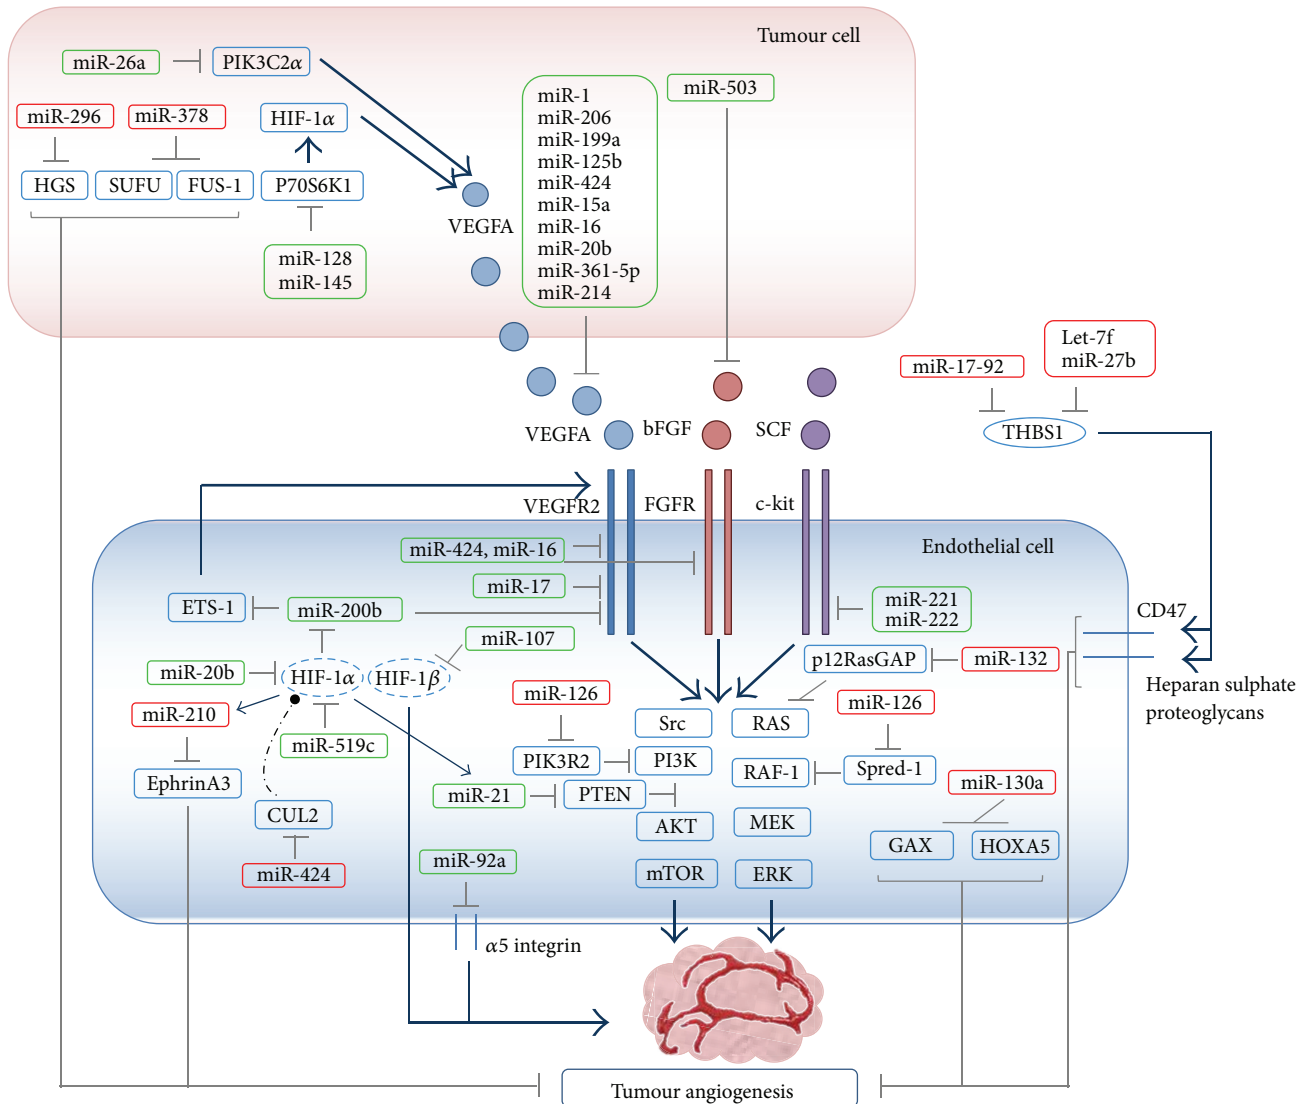 Tumour cell
miR-26a
PIK3C2α
miR-503
miR-296
miR-378
HIF-1α
HGS
SUFU
FUS-1
P70S6K1
miR-128
miR-145
VEGFA
miR-1
miR-206
miR-199a
miR-125b
miR-424
miR-15a
miR-16
miR-20b
miR-361-5p
miR-214
miR-17-92
Let-7f
miR-27b
THBS1
VEGFA
bFGF
SCF
VEGFR2
FGFR
c-kit
Endothelial cell
miR-424, miR-16
miR-17
ETS-1
miR-200b
miR-107
miR-221
miR-222
CD47
Heparan sulphate
proteoglycans
miR-20b
HIF-1α
HIF-1β
p12RasGAP
miR-132
miR-210
miR-126
miR-126
miR-519c
Src
RAS
EphrinA3
PIK3R2
PI3K
RAF-1
Spred-1
miR-21
PTEN
miR-130a
CUL2
AKT
MEK
GAX
HOXA5
miR-424
miR-92a
mTOR
ERK
α5 integrin
Tumour angiogenesis